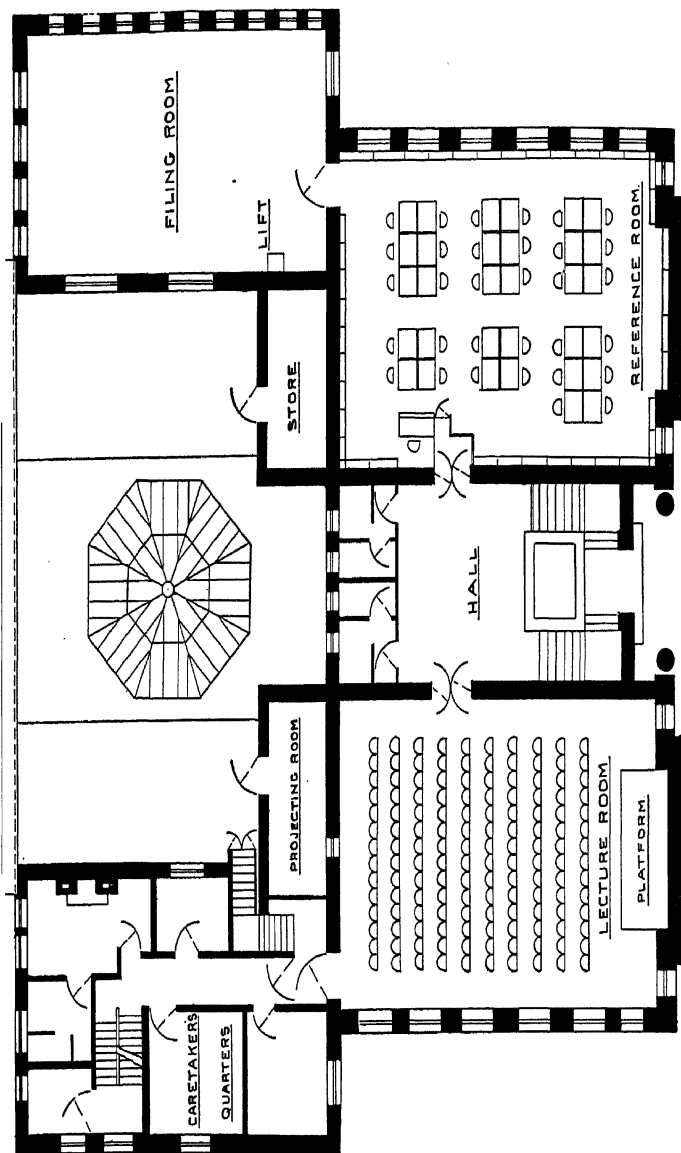 FILING ROOM
LIFT
STORE
REFERENCE ROOM.
HALL
PROJECTING ROOM
LECTURE ROOM
PLATFORM.
CARETAKERS
QUARTERS